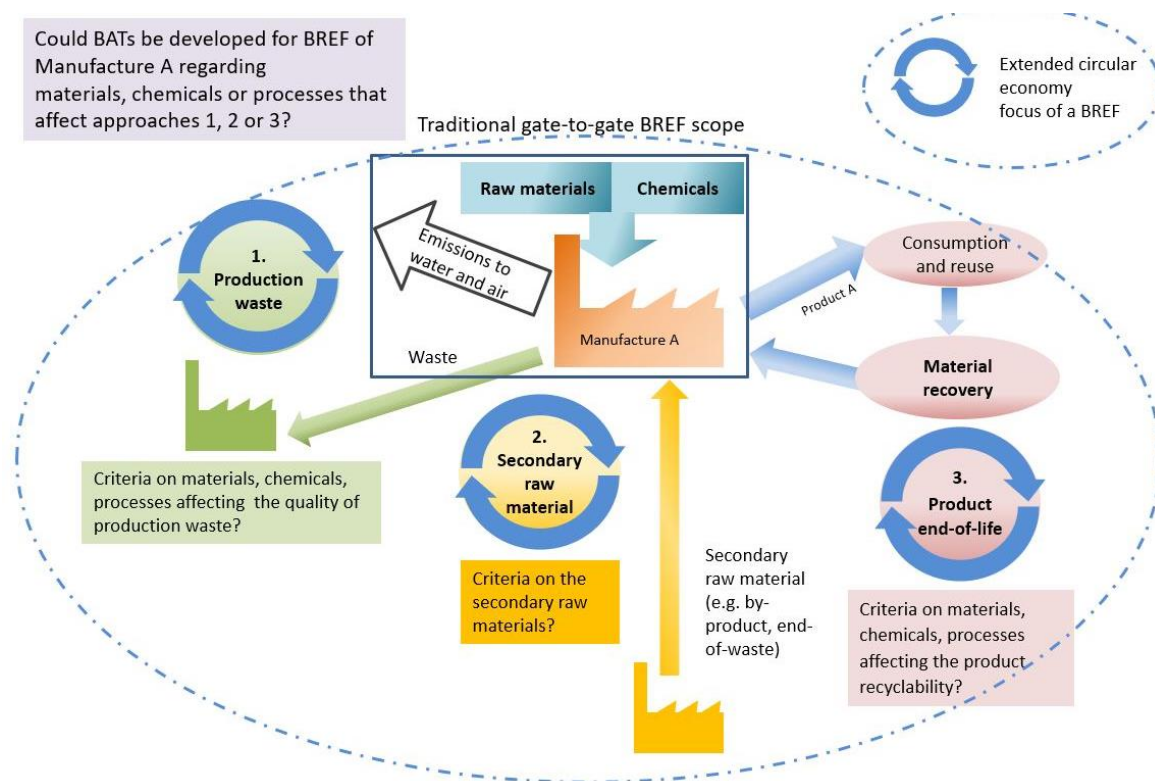 Could BATs be developed for BREF of
Manufacture A regarding
materials, chemicals or processes that
affect approaches 1, 2 or 3?
Extended circular
economy
focus of a BREF
Traditional gate-to-gate BREF scope
Raw materials
Chemicals
Emissions to
water and air
Manufacture A
1.
Production
waste
Waste
Product A
Consumption
and reuse
Material
recovery
Criteria on materials, chemicals,
processes affecting the quality of
production waste?
2.
Secondary
raw
material
Criteria on the
secondary raw
materials?
Secondary
raw material
(e.g. by-
product, end-
of-waste)
3.
Product
end-of-life
Criteria on materials,
chemicals, processes
affecting the product
recyclability?